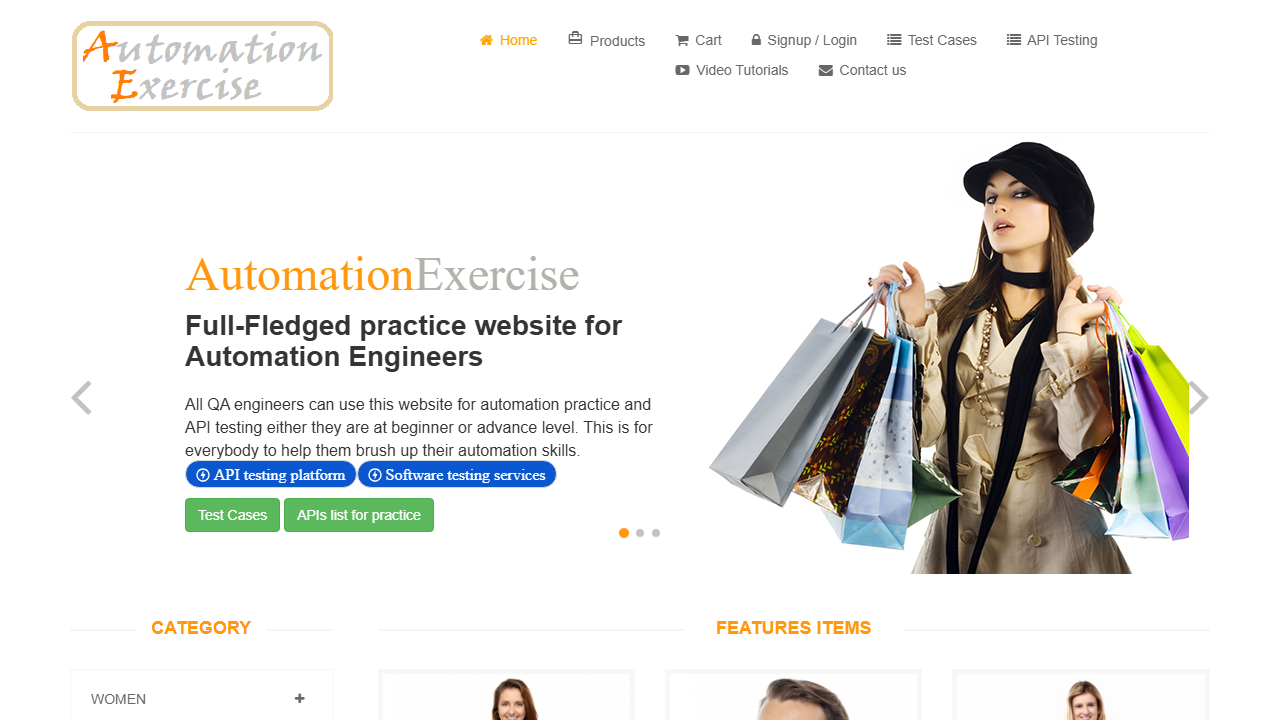 Automation
Exercise
Home
Products
Cart
Signup / Login
Test Cases
API Testing
Video Tutorials
Contact us
AutomationExercise
Full-Fledged practice website for
Automation Engineers
All QA engineers can use this website for automation practice and
API testing either they are at beginner or advance level. This is for
everybody to help them brush up their automation skills.
API testing platform
Software testing services
Test Cases
APIs list for practice
CATEGORY
FEATURES ITEMS
WOMEN